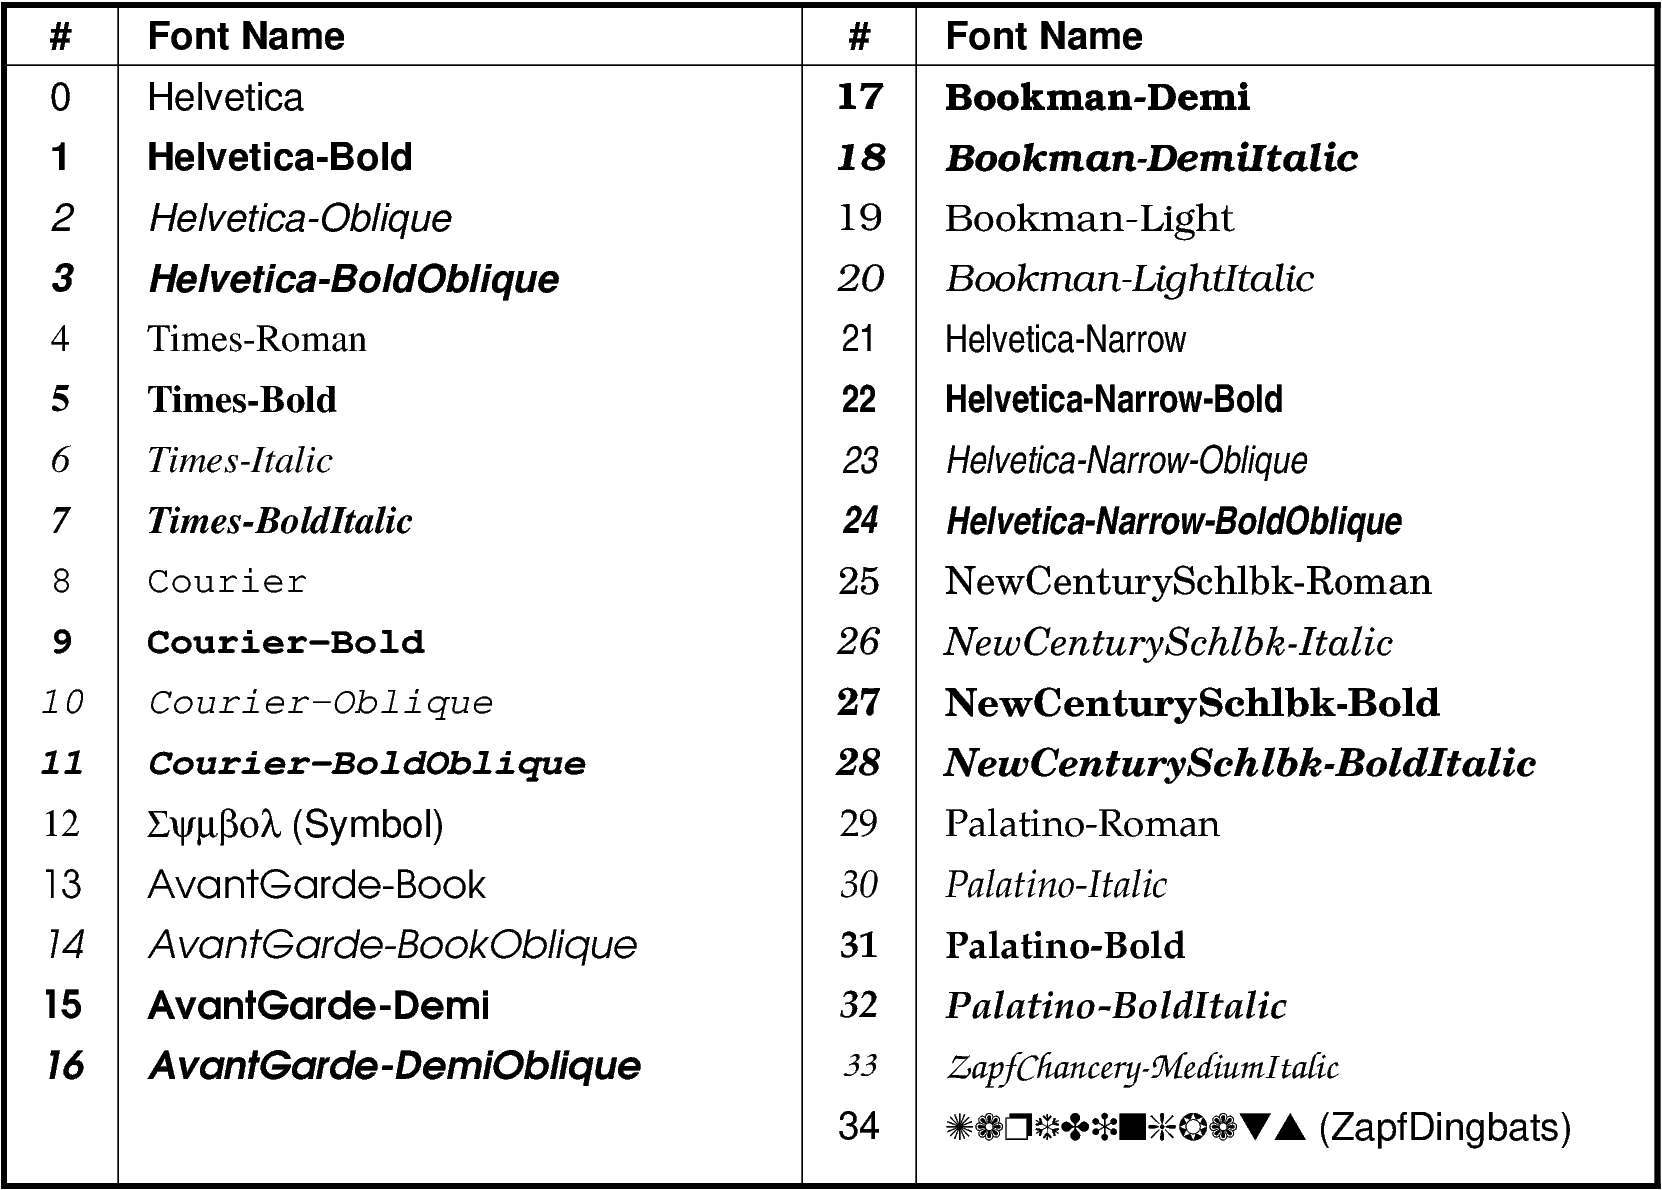 # Font Name # Font Name
0 Helvetica 17 Bookman-Demi
1 Helvetica-Bold 18 Bookman-DemiItalic
2 Helvetica-Oblique 19 Bookman-Light
3 Helvetica-BoldOblique 20 Bookman-LightItalic
4 Times-Roman 21 Helvetica-Narrow
5 Times-Bold 22 Helvetica-Narrow-Bold
6 Times-Italic 23 Helvetica-Narrow-Oblique
7 Times-BoldItalic 24 Helvetica-Narrow-BoldOblique
8 Courier 25 NewCenturySchlbk-Roman
9 Courier-Bold 26 NewCenturySchlbk-Italic
10 Courier-Oblique 27 NewCenturySchlbk-Bold
11 Courier-BoldOblique 28 NewCenturySchlbk-BoldItalic
12 Σψμβολ (Symbol) 29 Palatino-Roman
13 AvantGarde-Book 30 Palatino-Italic
14 AvantGarde-BookOblique 31 Palatino-Bold
15 AvantGarde-Demi 32 Palatino-BoldItalic
16 AvantGarde-DemiOblique 33 ZapfChancery-MediumItalic
34 ✺❁❐❆✤✉■❇❂❁▼▲ (ZapfDingbats)